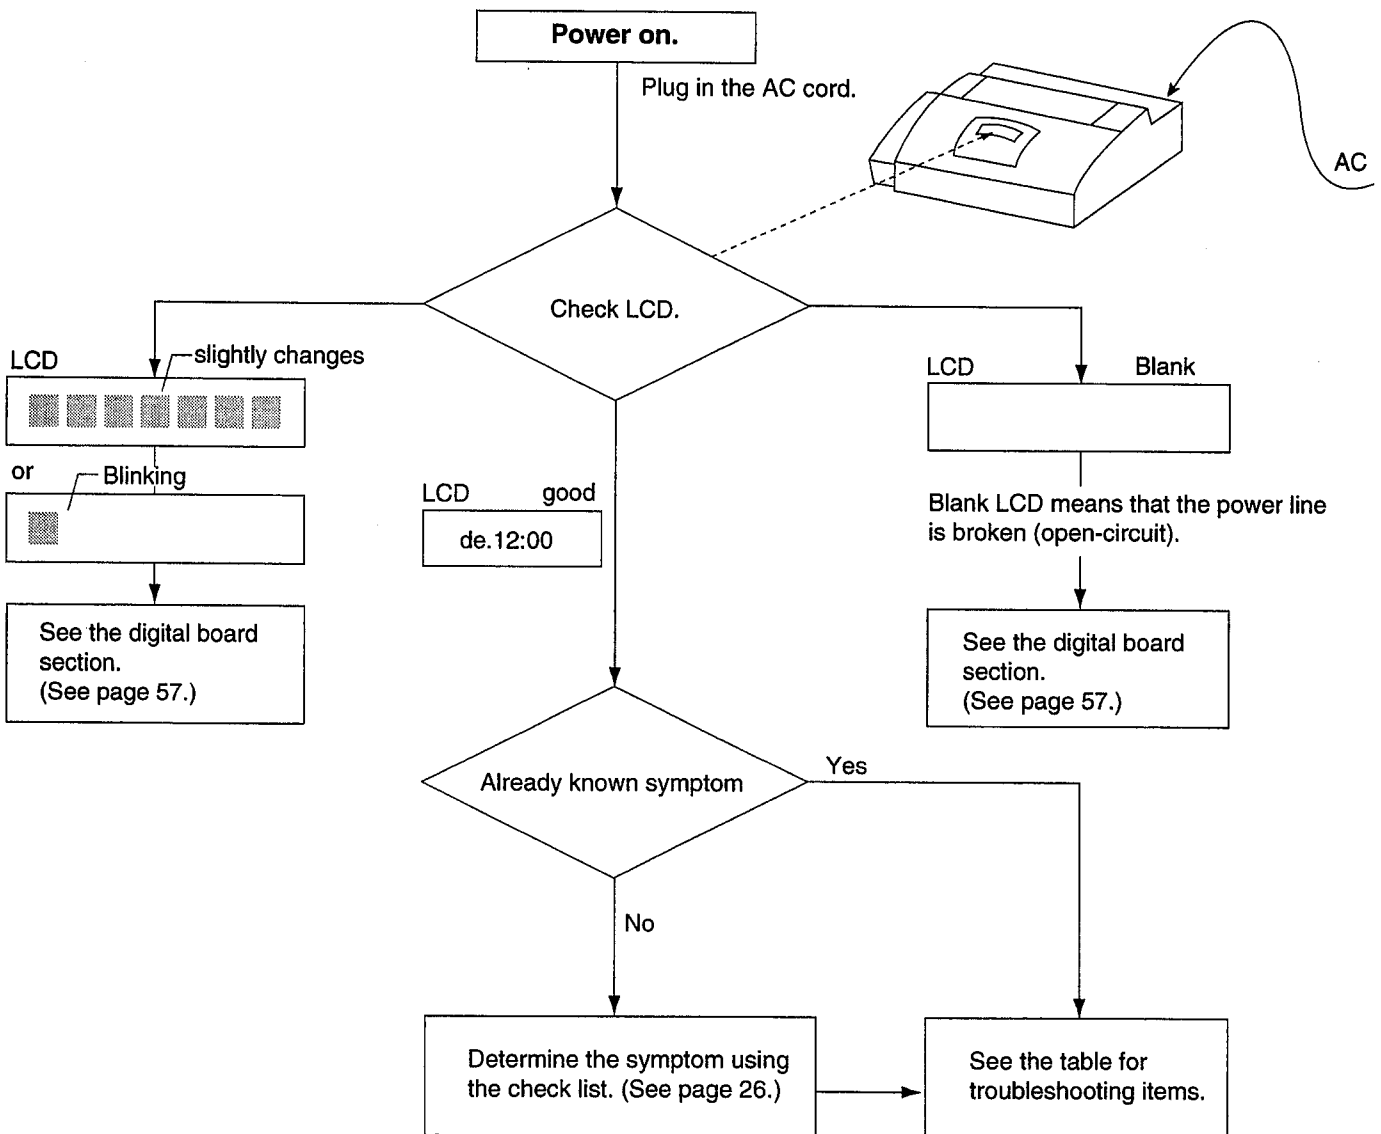 Power on.
Plug in the AC cord.
AC
Check LCD.
LCD
slightly changes
or
Blinking
See the digital board
section.
(See page 57.)
LCD good
de.12:00
LCD Blank
Blank LCD means that the power line
is broken (open-circuit).
See the digital board
section.
(See page 57.)
Already known symptom
Yes
No
Determine the symptom using
the check list. (See page 26.)
See the table for
troubleshooting items.